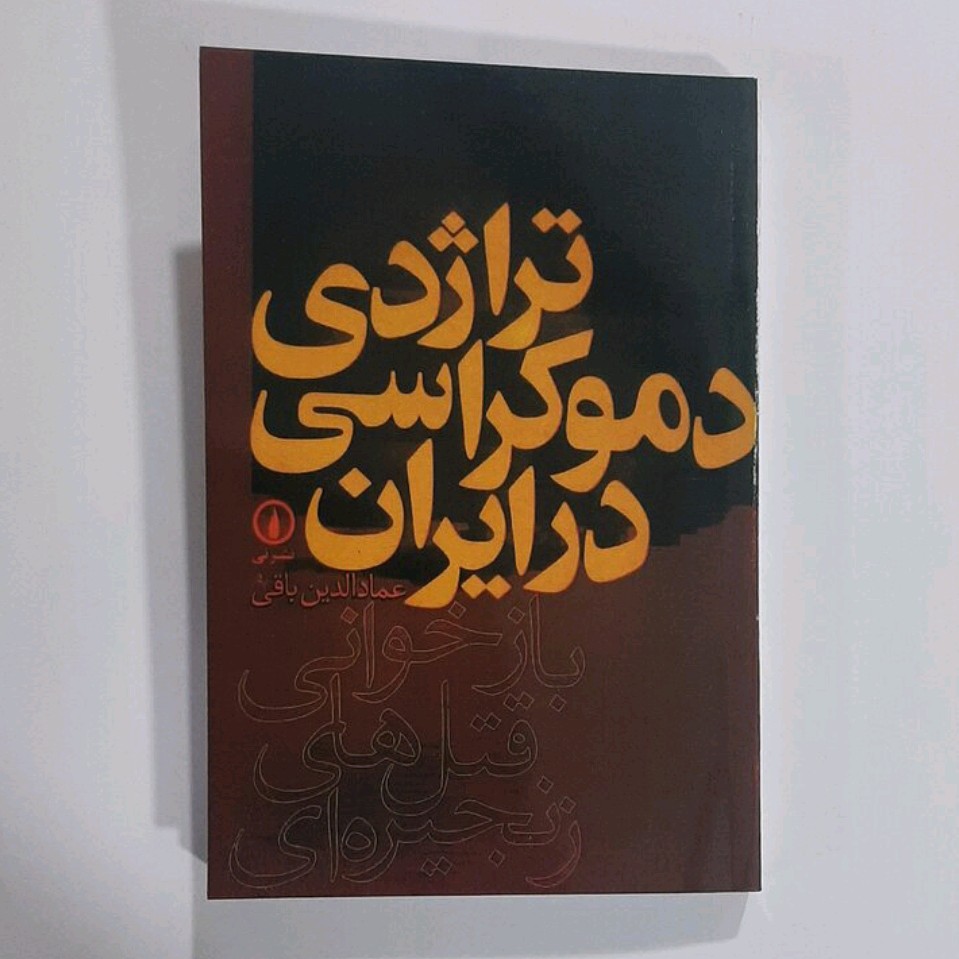 تراژدی
دموکراسی
در ایران
نشر نی
عمادالدین باقی
بازخوانی
قتل‌های
زنجیره‌ای